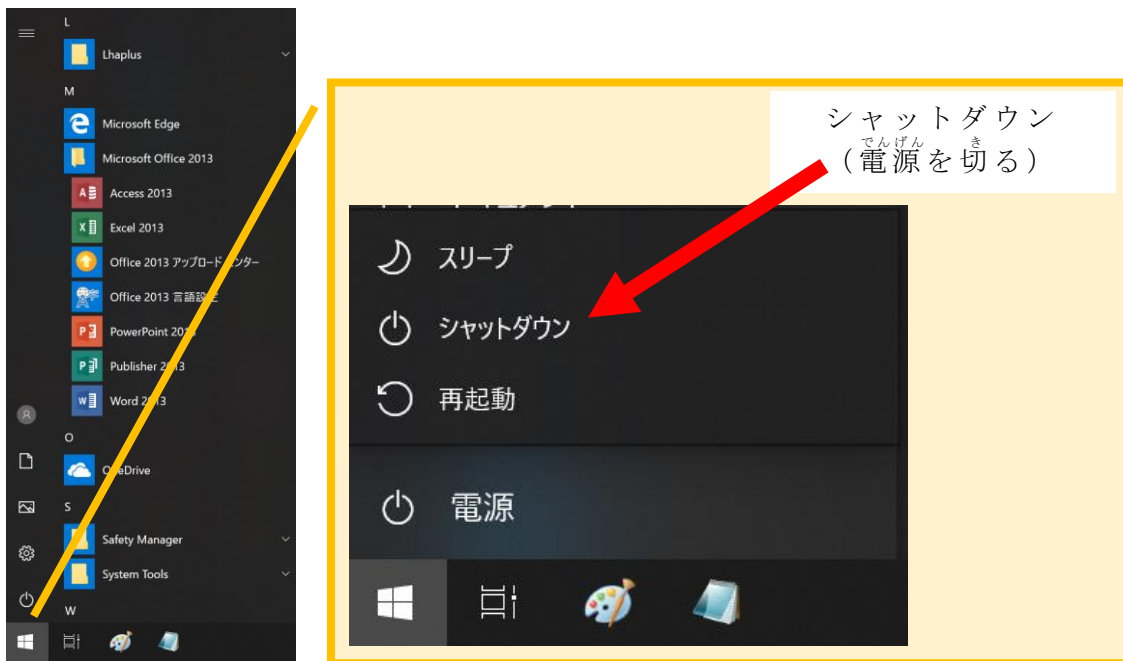 L
Lhaplus
M
Microsoft Edge
Microsoft Office 2013
Access 2013
Excel 2013
Office 2013 アップロード センター
Office 2013 言語設定
PowerPoint 2013
Publisher 2013
Word 2013
O
OneDrive
S
Safety Manager
System Tools
W
シャットダウン
(電源を切る)
でんげん き
スリープ
シャットダウン
再起動
電源